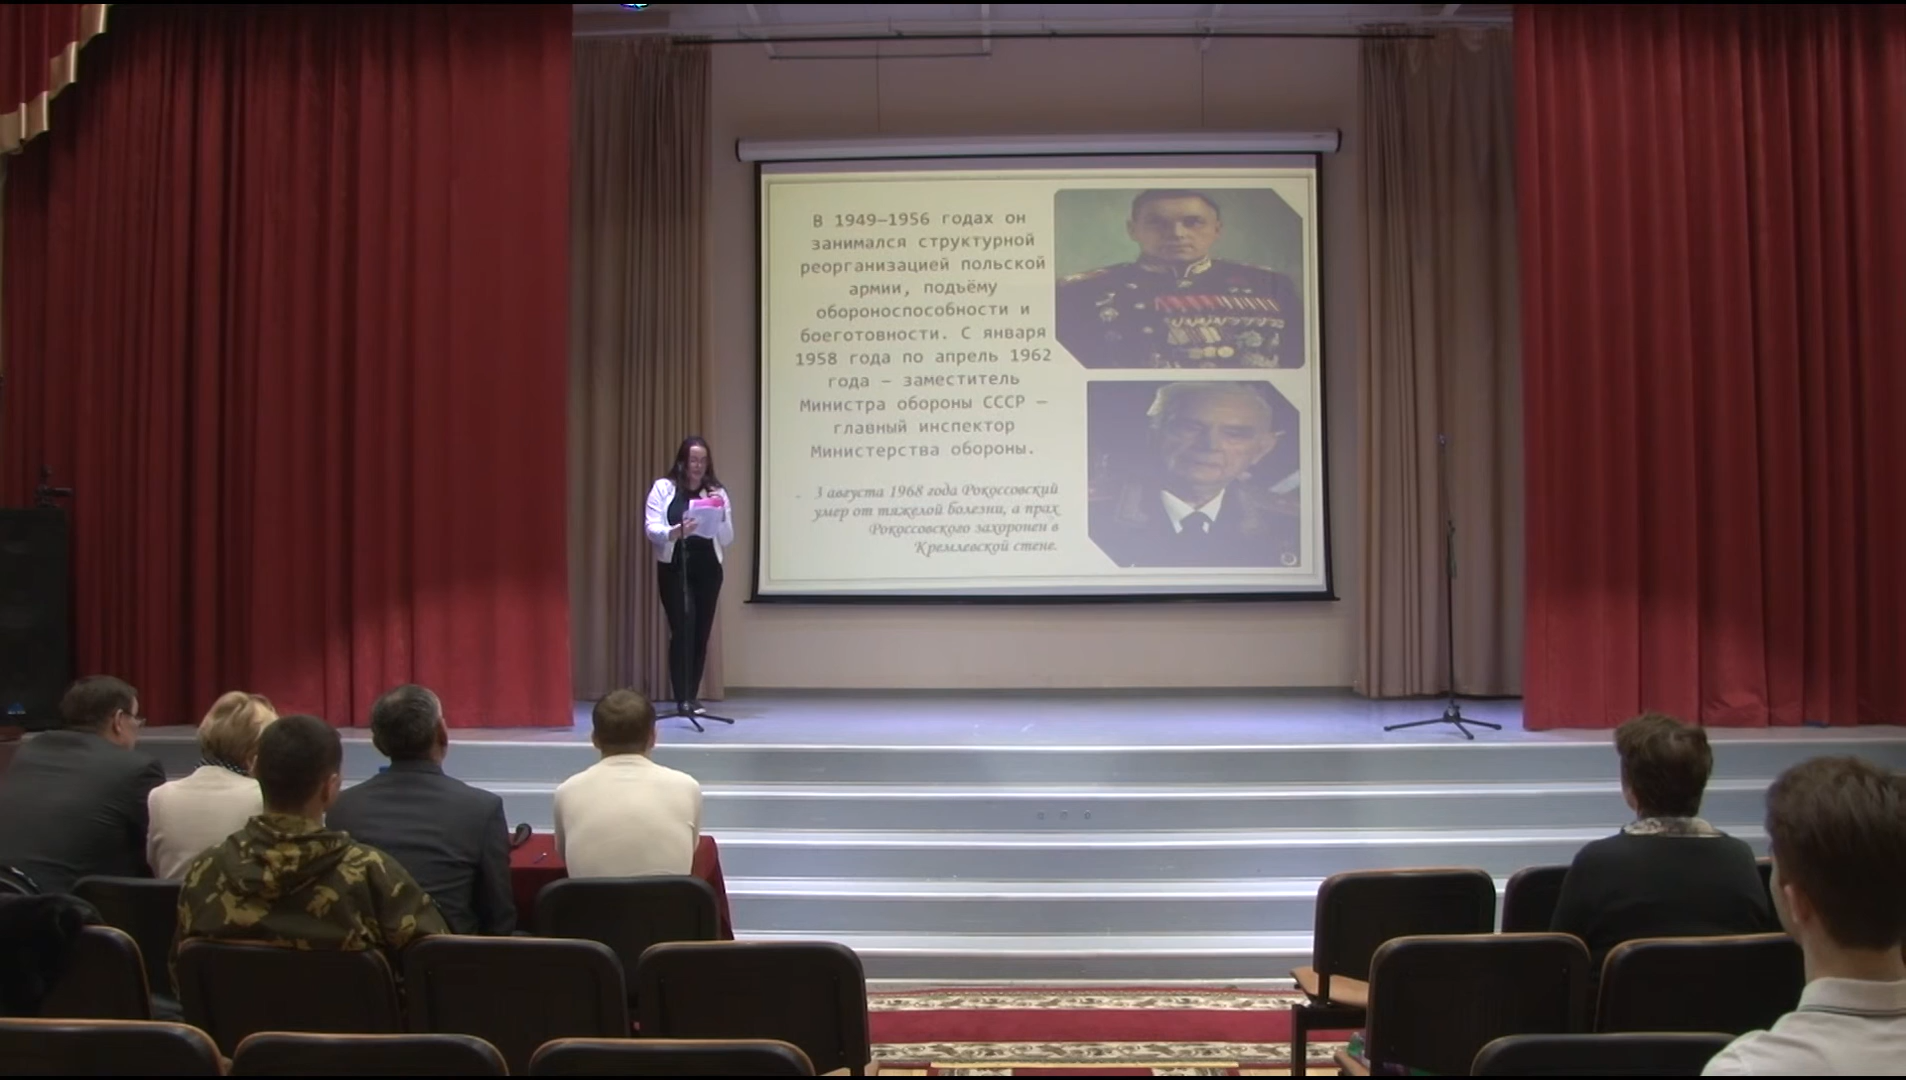 В 1949–1956 годах он
занимался структурной
реорганизацией польской
армии, подъёму
обороноспособности и
боеготовности. С января
1958 года по апрель 1962
года – заместитель
Министра обороны СССР –
главный инспектор
Министерства обороны.
- 3 августа 1968 года Рокоссовский
умер от тяжелой болезни, а прах
Рокоссовского захоронен в
Кремлевской стене.